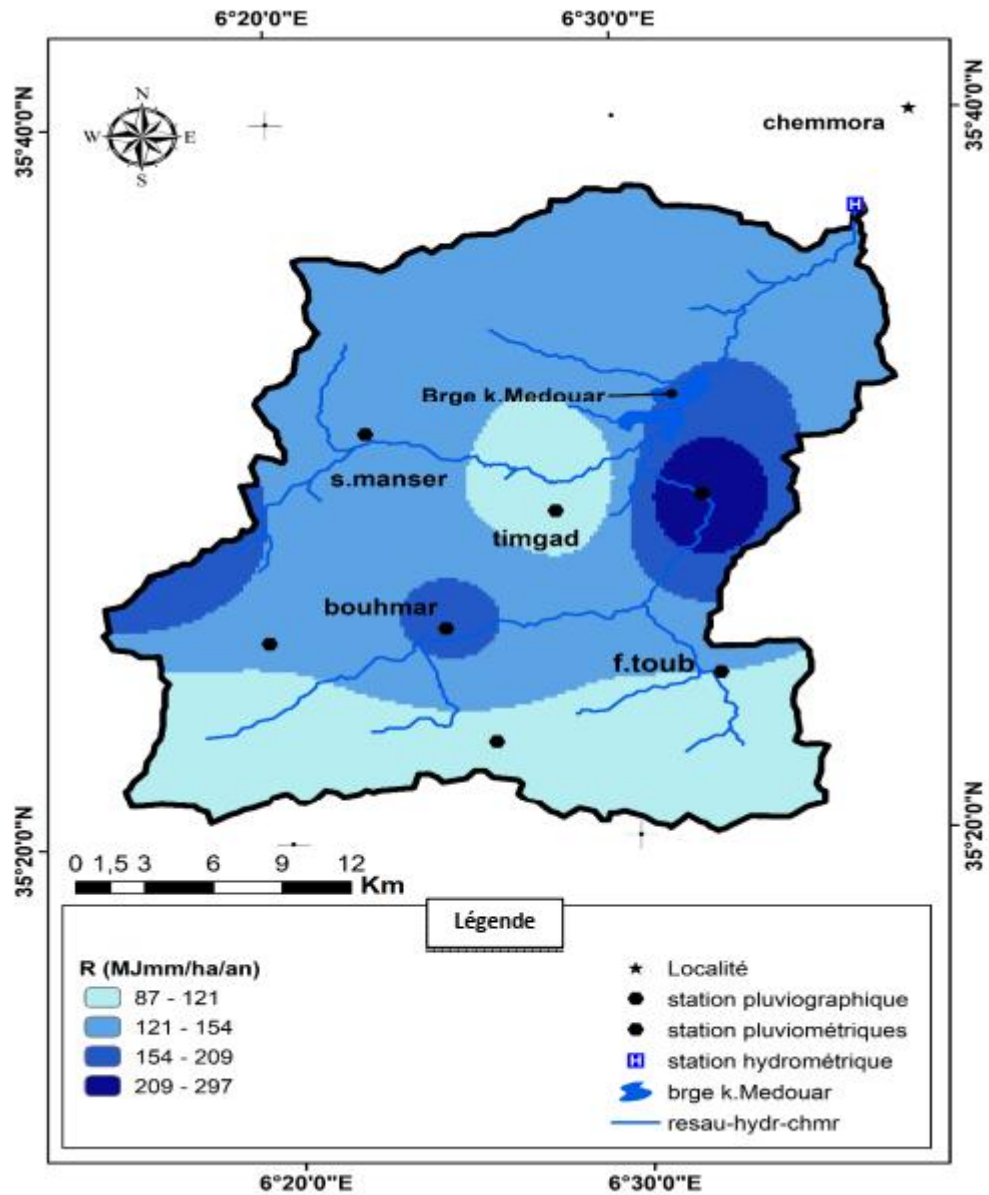 6°20'0"E
6°30'0"E
35°40'0"N
35°40'0"N
N
W
E
S
chemmora
H
Brge k.Medouar
s.manser
timgad
bouhmar
f.toub
35°20'0"N
35°20'0"N
0 1,5 3 6 9 12
Km
Légende
R (MJmm/ha/an)
87 - 121
121 - 154
154 - 209
209 - 297
Localité
station pluviographique
station pluviométriques
H station hydrométrique
brge k.Medouar
resau-hydr-chmr
6°20'0"E
6°30'0"E